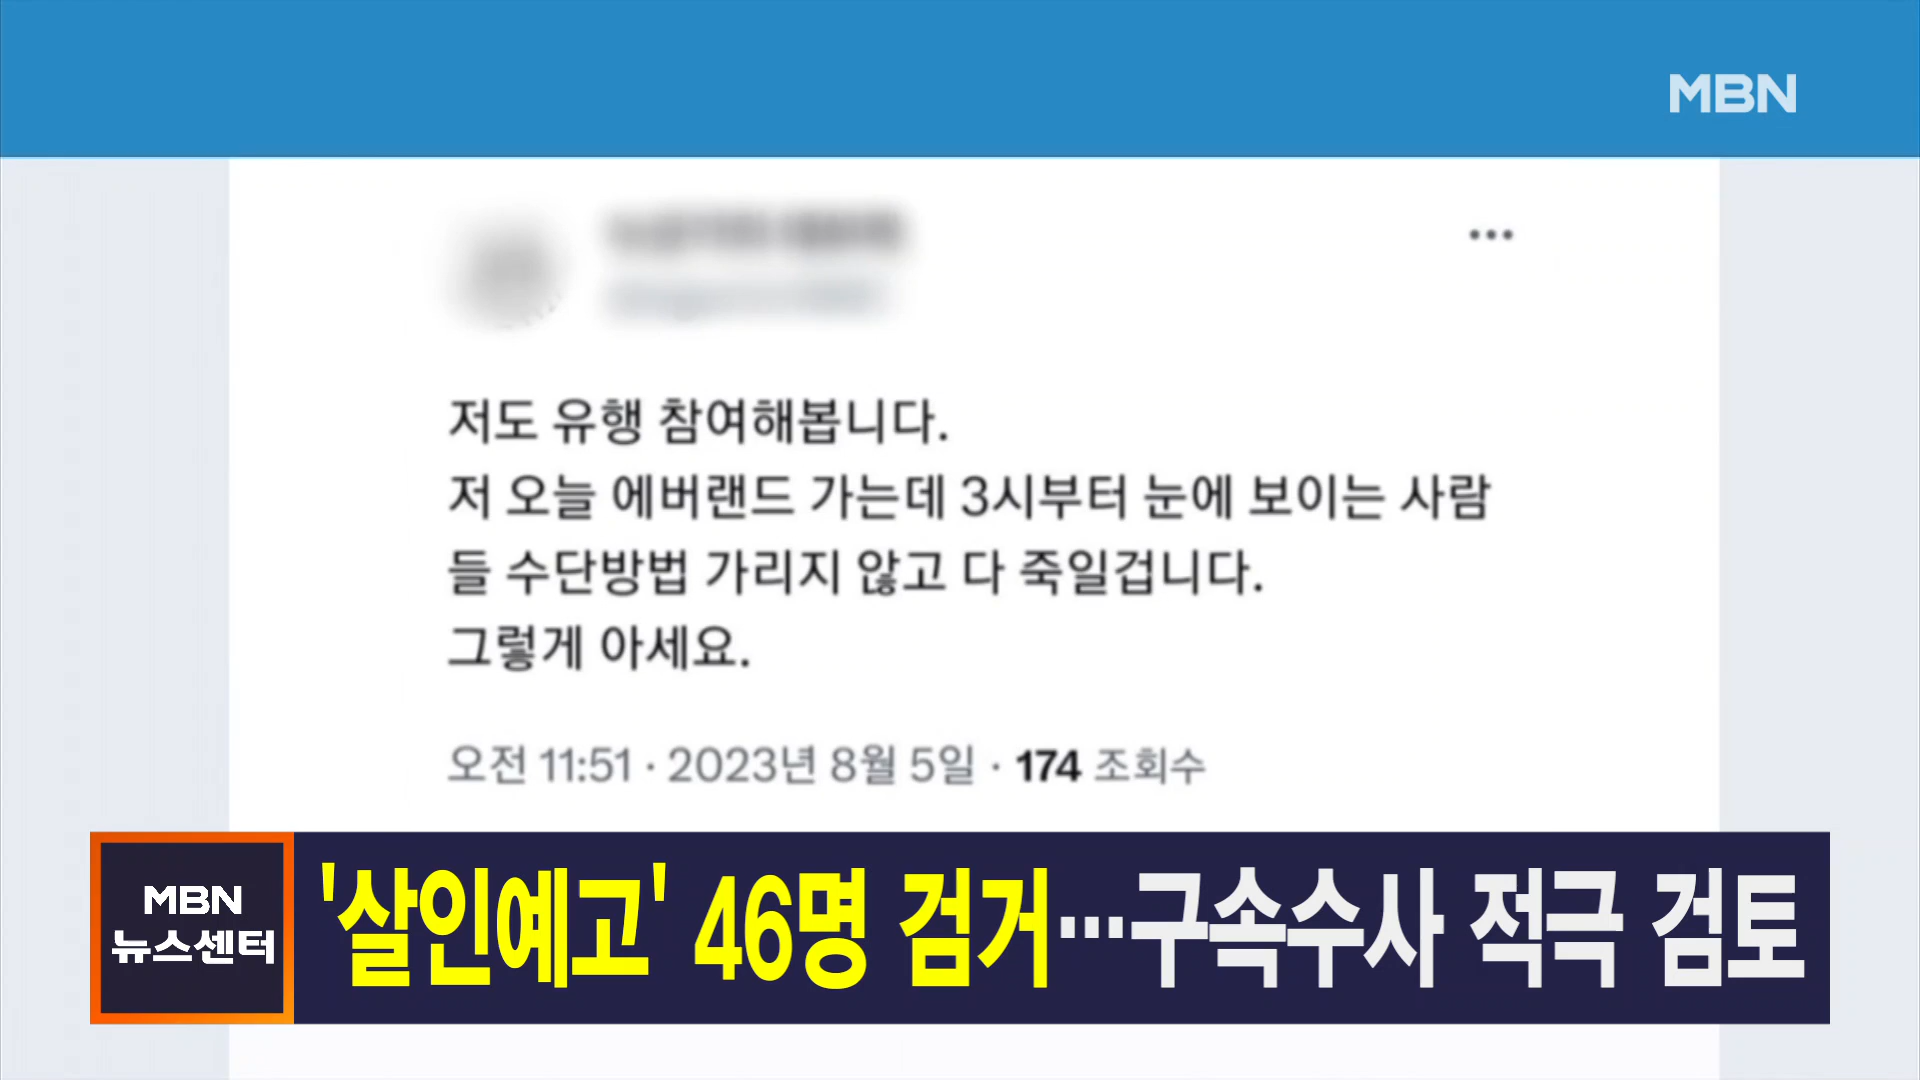 MBN
저도 유행 참여해봅니다.
저 오늘 에버랜드 가는데 3시부터 눈에 보이는 사람
들 수단방법 가리지 않고 다 죽일겁니다.
그렇게 아세요.
오전 11:51 · 2023년 8월 5일 · 174 조회수
MBN
뉴스센터
'살인예고' 46명 검거…구속수사 적극 검토